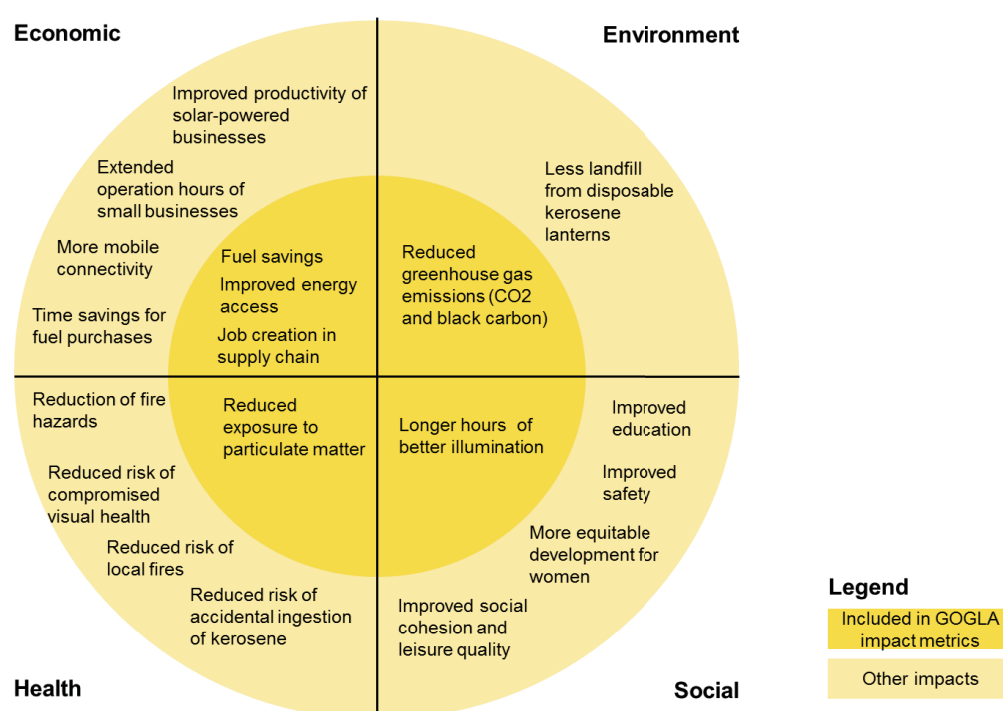 Economic
Environment
Improved productivity of
solar-powered
businesses
Extended
operation hours of
small businesses
More mobile
connectivity
Time savings for
fuel purchases
Fuel savings
Improved energy
access
Job creation in
supply chain
Less landfill
from disposable
kerosene
lanterns
Reduced
greenhouse gas
emissions (CO2
and black carbon)
Reduction of fire
hazards
Reduced risk of
compromised
visual health
Reduced risk of
local fires
Reduced risk of
accidental ingestion
of kerosene
Reduced
exposure to
particulate matter
Longer hours of
better illumination
Improved
education
Improved
safety
More equitable
development for
women
Improved social
cohesion and
leisure quality
Health
Social
Legend
Included in GOGLA
impact metrics
Other impacts